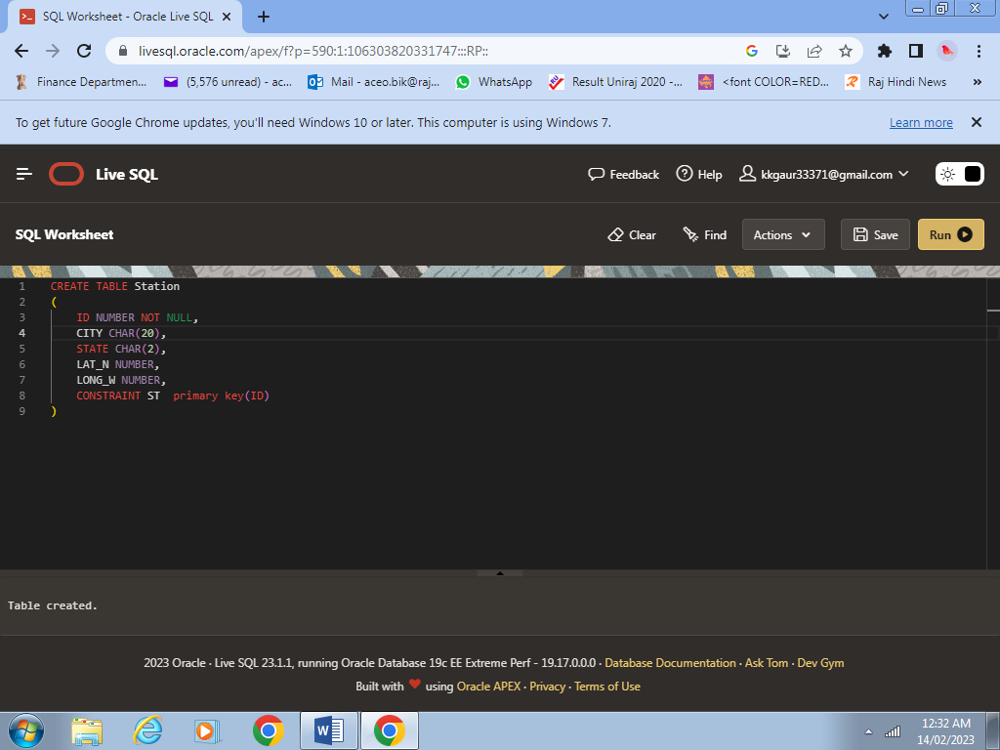 SQL Worksheet - Oracle Live SQL
livesql.oracle.com/apex/f?p=590:1:106303820331747:::RP::
Finance Departmen... (5,576 unread) - ac... Mail - aceo.bik@raj... WhatsApp Result Uniraj 2020 -... <font COLOR=RED... Raj Hindi News »
To get future Google Chrome updates, you'll need Windows 10 or later. This computer is using Windows 7. Learn more
Live SQL Feedback Help kkgaur33371@gmail.com
SQL Worksheet Clear Find Actions Save Run
1 CREATE TABLE Station
2 (
3 ID NUMBER NOT NULL,
4 CITY CHAR(20),
5 STATE CHAR(2),
6 LAT_N NUMBER,
7 LONG_W NUMBER,
8 CONSTRAINT ST  primary key(ID)
9 )
Table created.
2023 Oracle · Live SQL 23.1.1, running Oracle Database 19c EE Extreme Perf - 19.17.0.0.0 · Database Documentation · Ask Tom · Dev Gym
Built with ❤ using Oracle APEX · Privacy · Terms of Use
12:32 AM
14/02/2023